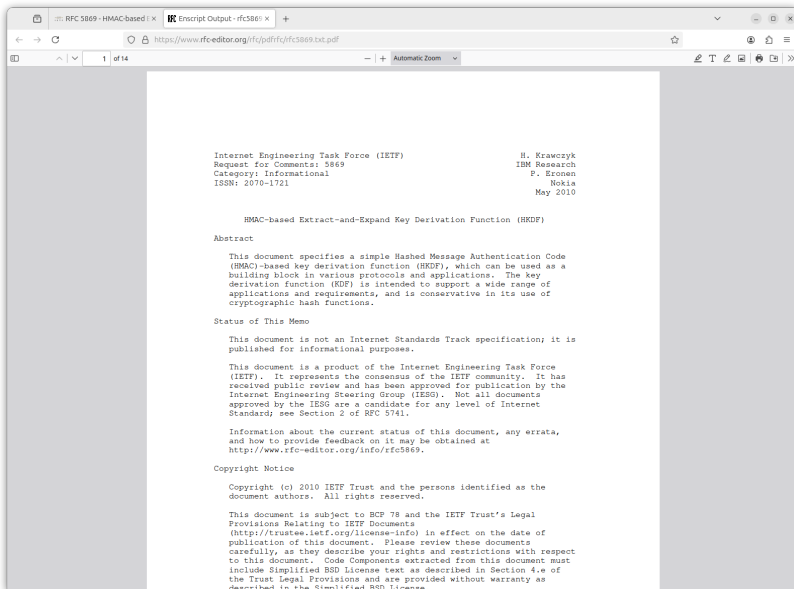 RFC 5869 - HMAC-based E
Enscript Output - rfc5869
https://www.rfc-editor.org/rfc/pdfrfc/rfc5869.txt.pdf
1 of 14
Automatic Zoom
Internet Engineering Task Force (IETF) H. Krawczyk
Request for Comments: 5869 IBM Research
Category: Informational P. Eronen
ISSN: 2070-1721 Nokia
May 2010
HMAC-based Extract-and-Expand Key Derivation Function (HKDF)
Abstract
This document specifies a simple Hashed Message Authentication Code
(HMAC)-based key derivation function (HKDF), which can be used as a
building block in various protocols and applications. The key
derivation function (KDF) is intended to support a wide range of
applications and requirements, and is conservative in its use of
cryptographic hash functions.
Status of This Memo
This document is not an Internet Standards Track specification; it is
published for informational purposes.
This document is a product of the Internet Engineering Task Force
(IETF). It represents the consensus of the IETF community. It has
received public review and has been approved for publication by the
Internet Engineering Steering Group (IESG). Not all documents
approved by the IESG are a candidate for any level of Internet
Standard; see Section 2 of RFC 5741.
Information about the current status of this document, any errata,
and how to provide feedback on it may be obtained at
http://www.rfc-editor.org/info/rfc5869.
Copyright Notice
Copyright (c) 2010 IETF Trust and the persons identified as the
document authors. All rights reserved.
This document is subject to BCP 78 and the IETF Trust's Legal
Provisions Relating to IETF Documents
(http://trustee.ietf.org/license-info) in effect on the date of
publication of this document. Please review these documents
carefully, as they describe your rights and restrictions with respect
to this document. Code Components extracted from this document must
include Simplified BSD License text as described in Section 4.e of
the Trust Legal Provisions and are provided without warranty as
described in the Simplified BSD License.